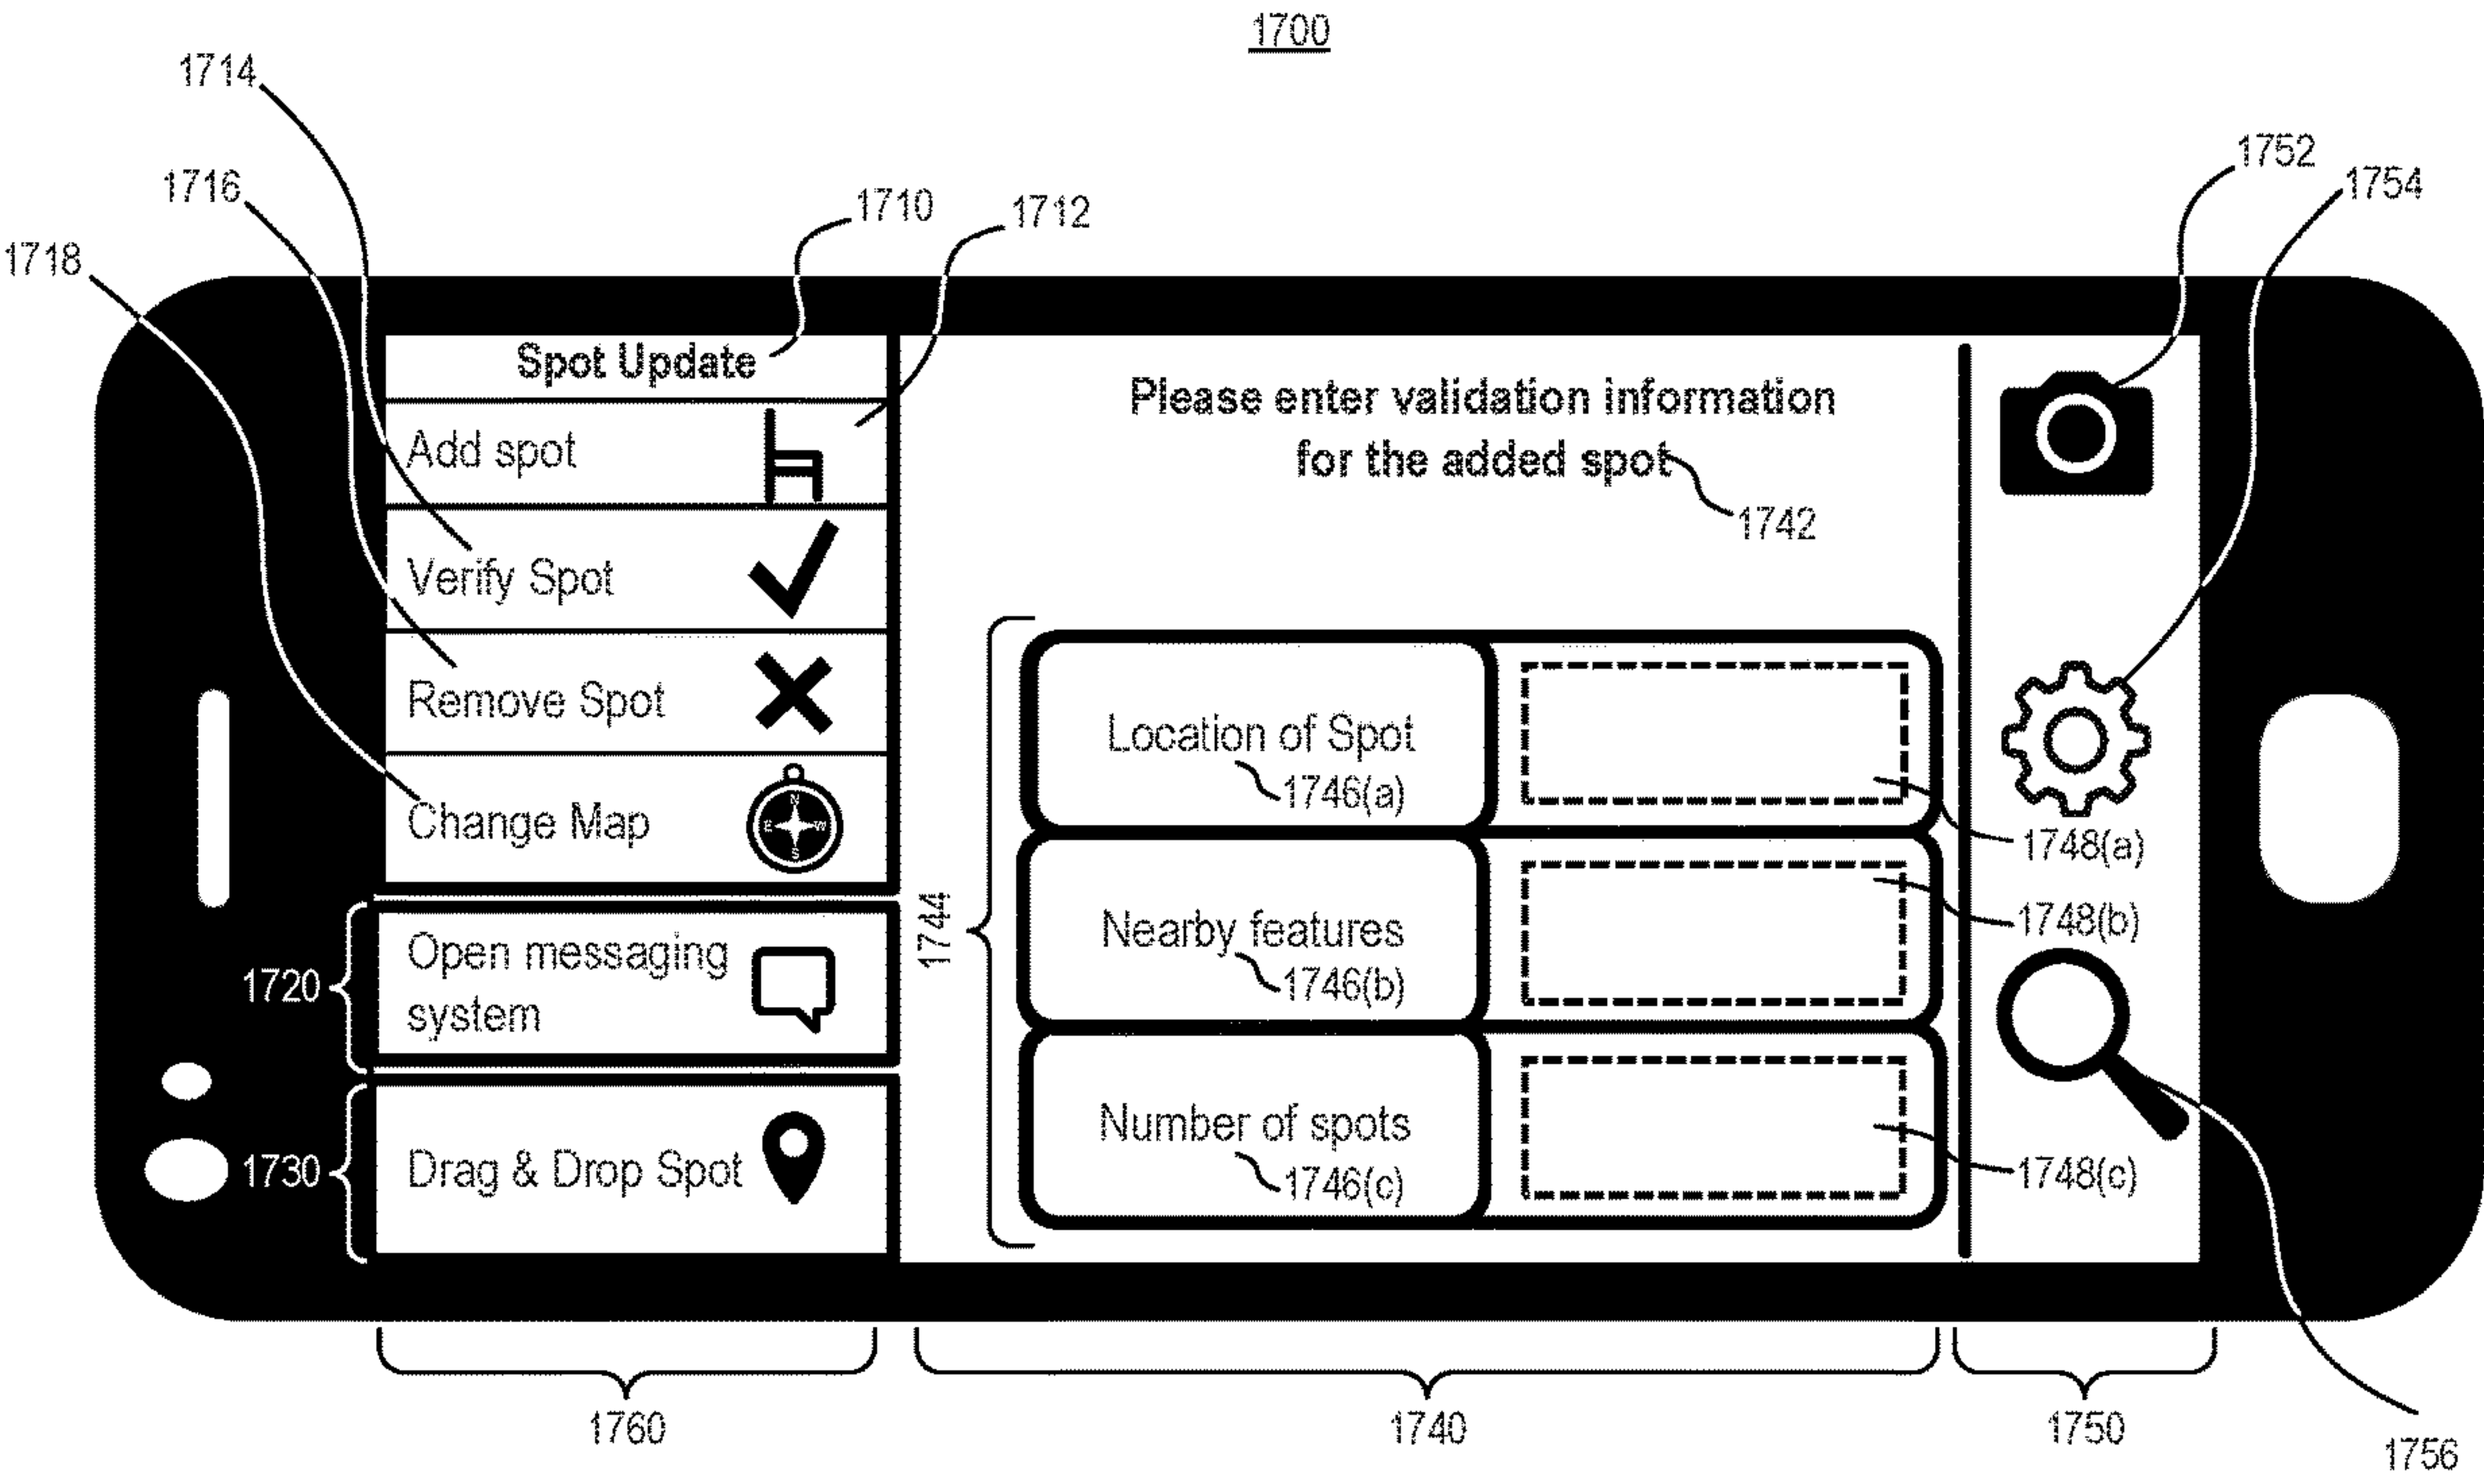 1700
1714
1716
1718
1710
1712
1752
1754
Spot Update
Add spot
Verify Spot
Remove Spot
Change Map
N
E
W
S
1720
Open messaging
system
1730
Drag & Drop Spot
Please enter validation information
for the added spot
1742
1744
Location of Spot
1746(a)
1748(a)
Nearby features
1746(b)
1748(b)
Number of spots
1746(c)
1748(c)
1760
1740
1750
1756